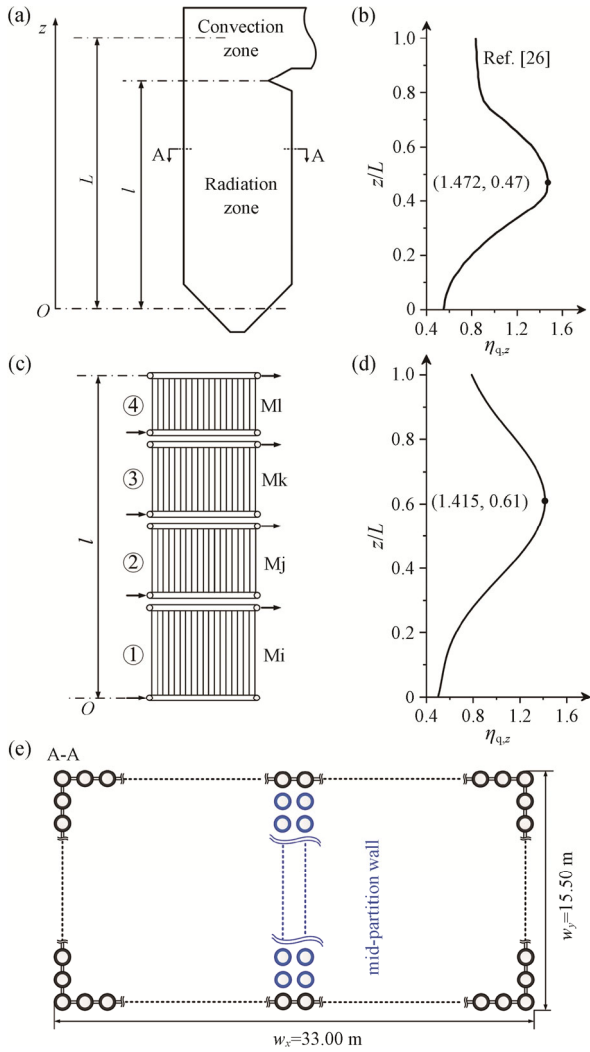 (a)
z
Convection
zone
L
l
A
A
Radiation
zone
O
(b)
1.0
0.8
0.6
0.4
0.2
0
z/L
Ref. [26]
(1.472, 0.47)
0.4 0.8 1.2 1.6
ηq,z
(c)
④
Ml
③
Mk
l
②
Mj
①
Mi
O
(d)
1.0
0.8
0.6
0.4
0.2
0
z/L
(1.415, 0.61)
0.4 0.8 1.2 1.6
ηq,z
(e)
A-A
mid-partition wall
wy=15.50 m
wx=33.00 m